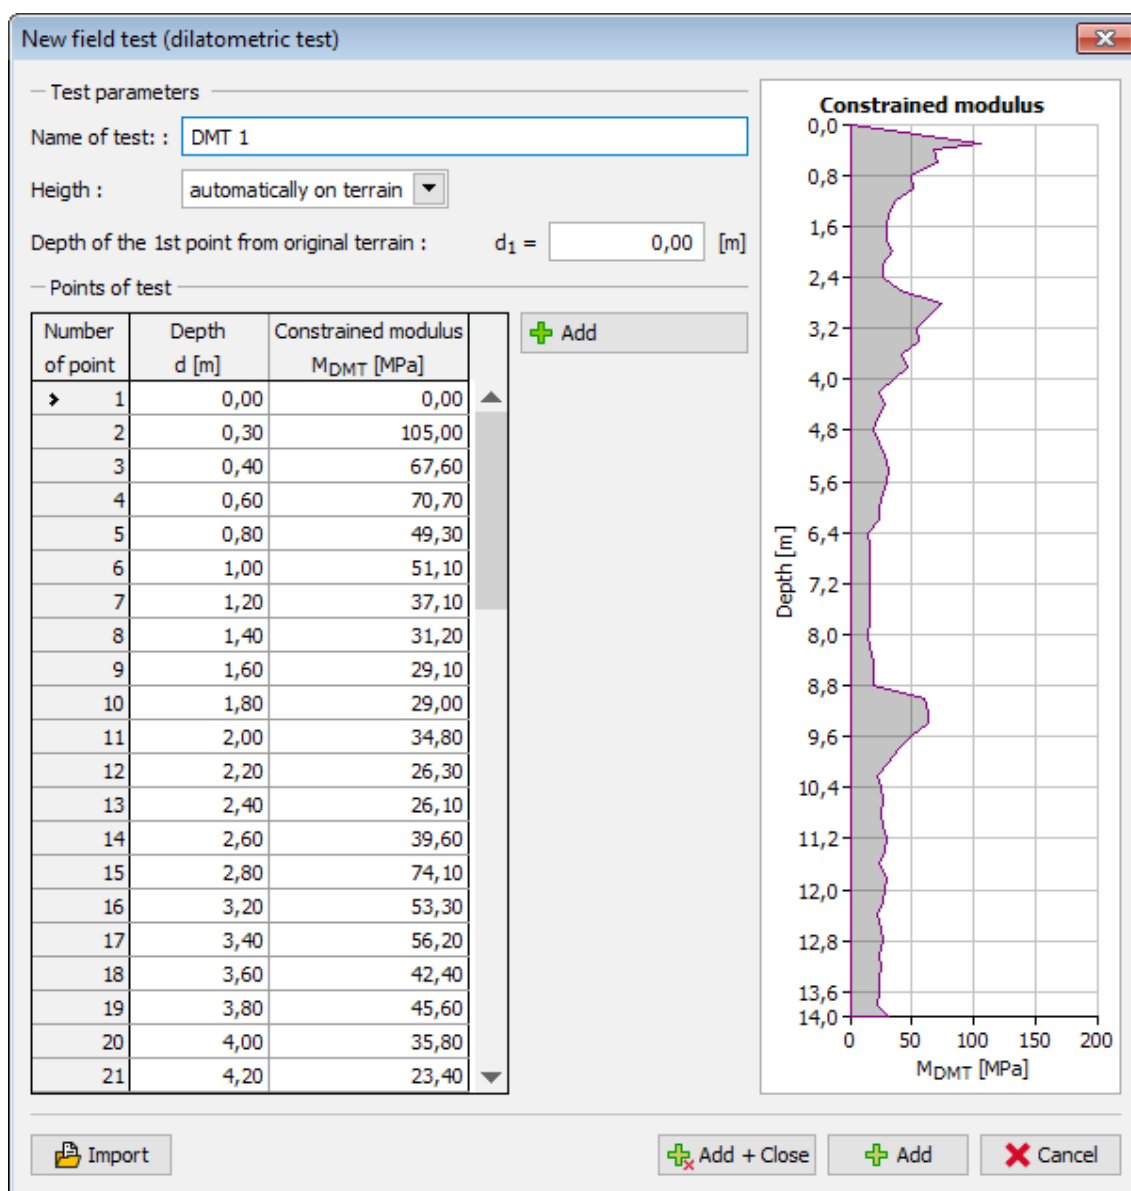 New field test (dilatometric test)
Test parameters
Name of test: : DMT 1
Heigth : automatically on terrain
Depth of the 1st point from original terrain : d1 = 0,00 [m]
Points of test
Number of point Depth d [m] Constrained modulus MDMT [MPa]
1 0,00 0,00
2 0,30 105,00
3 0,40 67,60
4 0,60 70,70
5 0,80 49,30
6 1,00 51,10
7 1,20 37,10
8 1,40 31,20
9 1,60 29,10
10 1,80 29,00
11 2,00 34,80
12 2,20 26,30
13 2,40 26,10
14 2,60 39,60
15 2,80 74,10
16 3,20 53,30
17 3,40 56,20
18 3,60 42,40
19 3,80 45,60
20 4,00 35,80
21 4,20 23,40
Add
Constrained modulus
0,0
0,8
1,6
2,4
3,2
4,0
4,8
5,6
6,4
7,2
8,0
8,8
9,6
10,4
11,2
12,0
12,8
13,6
14,0
Depth [m]
0 50 100 150 200
MDMT [MPa]
Import
Add + Close
Add
Cancel